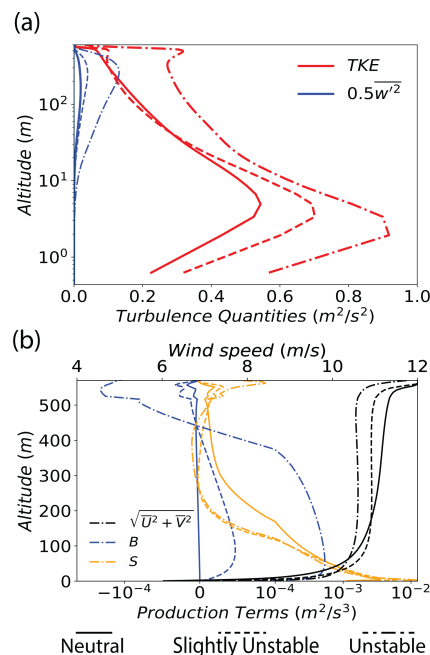 (a)
TKE
0.5w'²
10²
10¹
10⁰
Altitude (m)
0.0 0.2 0.4 0.6 0.8 1.0
Turbulence Quantities (m²/s²)
(b)
Wind speed (m/s)
4 6 8 10 12
500
400
300
200
100
0
Altitude (m)
√U̅² + V̅²
B
S
−10⁻⁴ 0 10⁻⁴ 10⁻³ 10⁻²
Production Terms (m²/s³)
Neutral Slightly Unstable Unstable